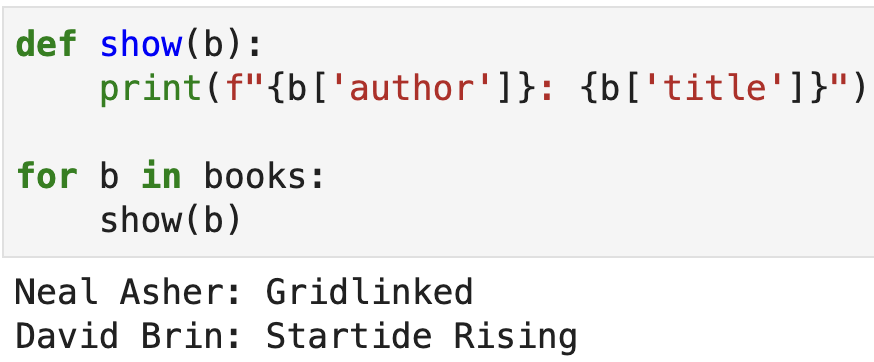 def show(b):
    print(f"{b['author']}: {b['title']}")
for b in books:
    show(b)
Neal Asher: Gridlinked
David Brin: Startide Rising